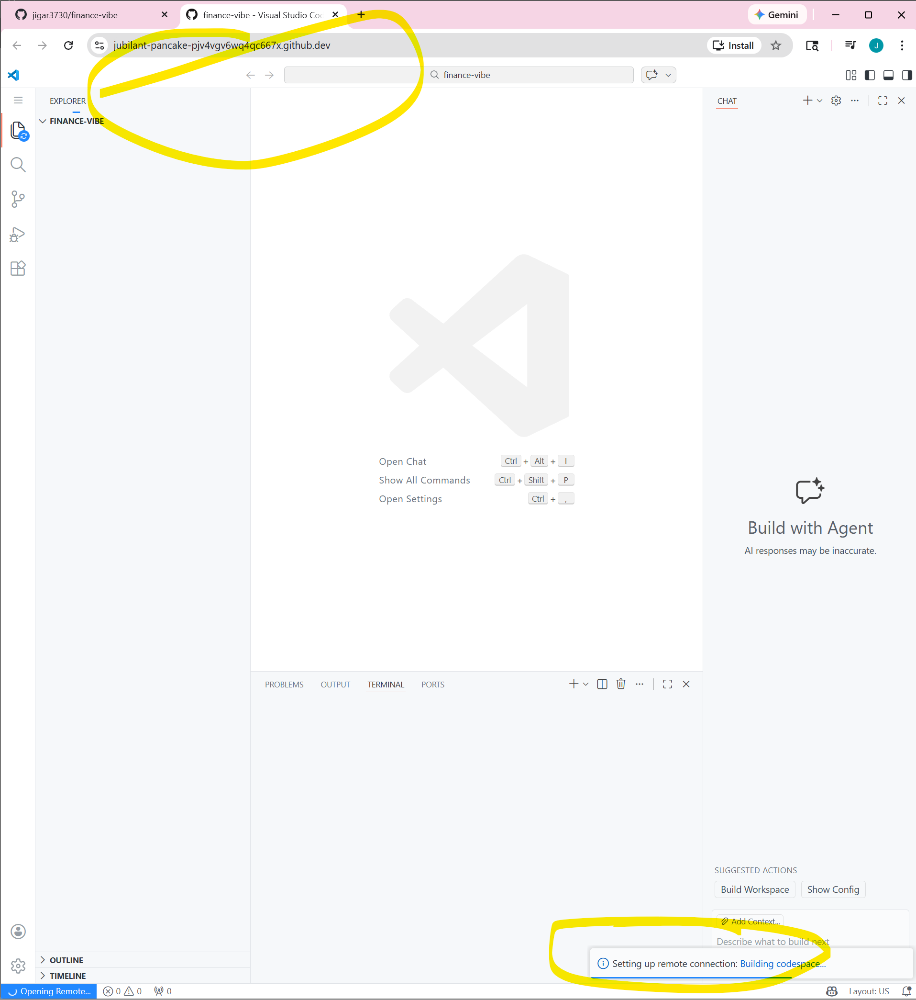 jigar3730/finance-vibe
finance-vibe - Visual Studio Coc
Gemini
jubilant-pancake-pjv4vgv6wq4qc667x.github.dev
Install
J
finance-vibe
EXPLORER
FINANCE-VIBE
CHAT
Open Chat Ctrl + Alt + I
Show All Commands Ctrl + Shift + P
Open Settings Ctrl + ,
Build with Agent
AI responses may be inaccurate.
PROBLEMS OUTPUT TERMINAL PORTS
SUGGESTED ACTIONS
Build Workspace Show Config
Add Context...
Describe what to build next
Setting up remote connection: Building codespace...
OUTLINE
TIMELINE
Opening Remote... 0 0 0 Layout: US